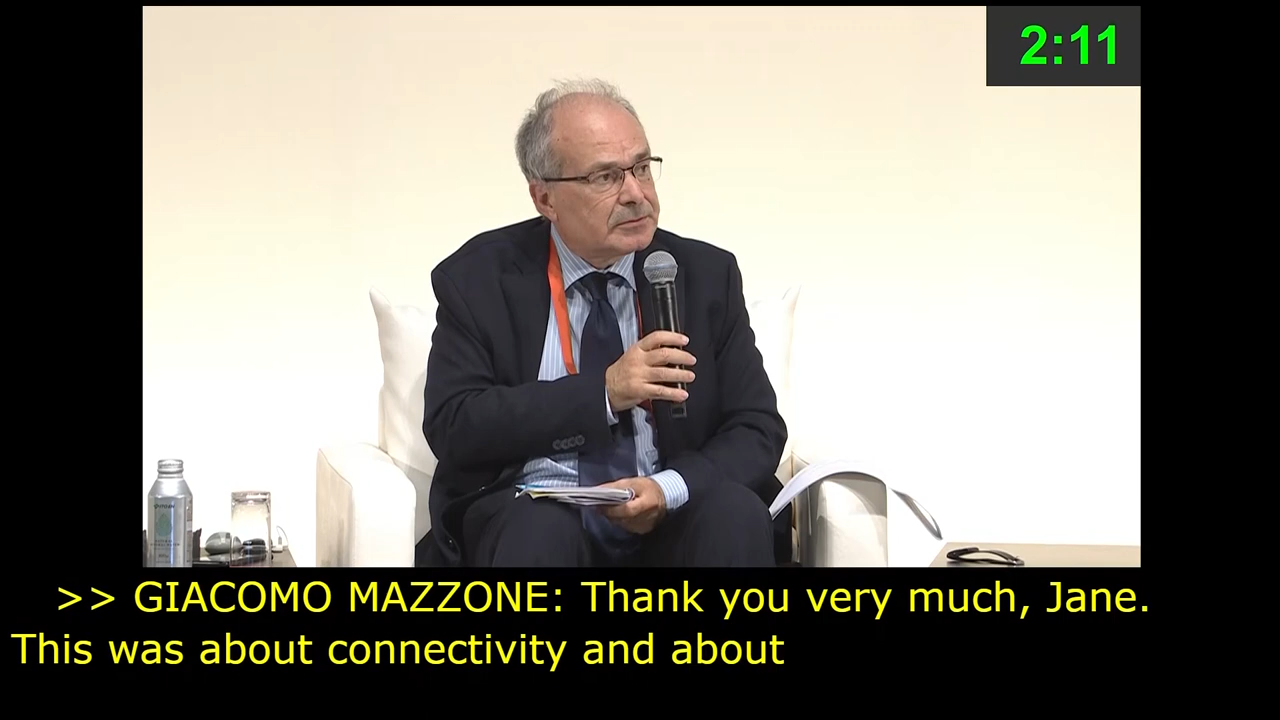 2:11
>> GIACOMO MAZZONE: Thank you very much, Jane.
This was about connectivity and about